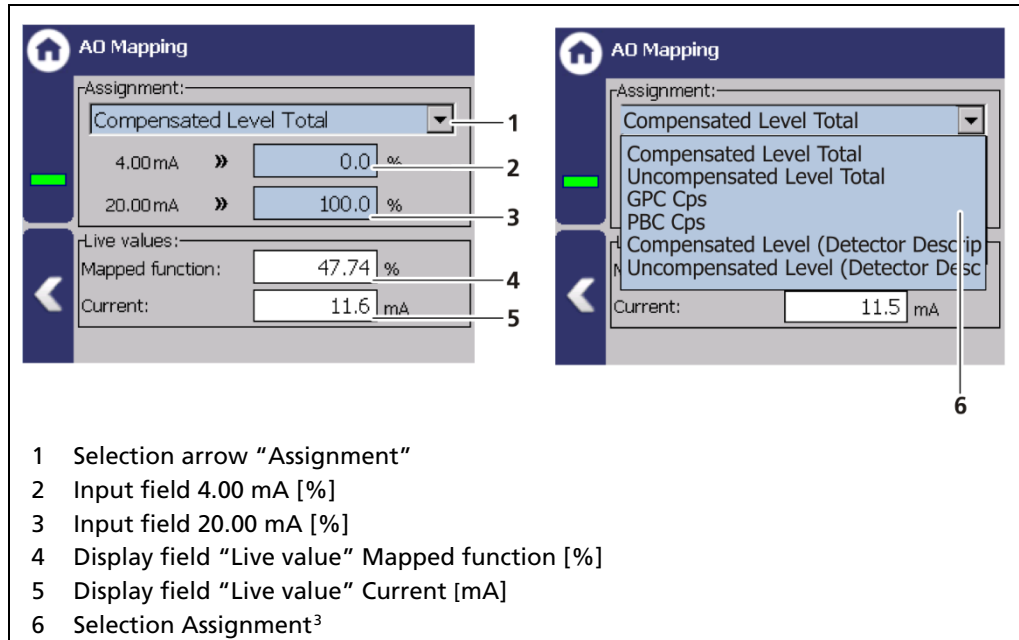 AO Mapping
Assignment:
Compensated Level Total
1
4.00 mA » 0.0 %
2
20.00 mA » 100.0 %
3
Live values:
Mapped function: 47.74 %
4
Current: 11.6 mA
5
AO Mapping
Assignment:
Compensated Level Total
Compensated Level Total
Uncompensated Level Total
GPC Cps
PBC Cps
Compensated Level (Detector Descrip
Uncompensated Level (Detector Desc
Current: 11.5 mA
6
1 Selection arrow “Assignment”
2 Input field 4.00 mA [%]
3 Input field 20.00 mA [%]
4 Display field “Live value” Mapped function [%]
5 Display field “Live value” Current [mA]
6 Selection Assignment³